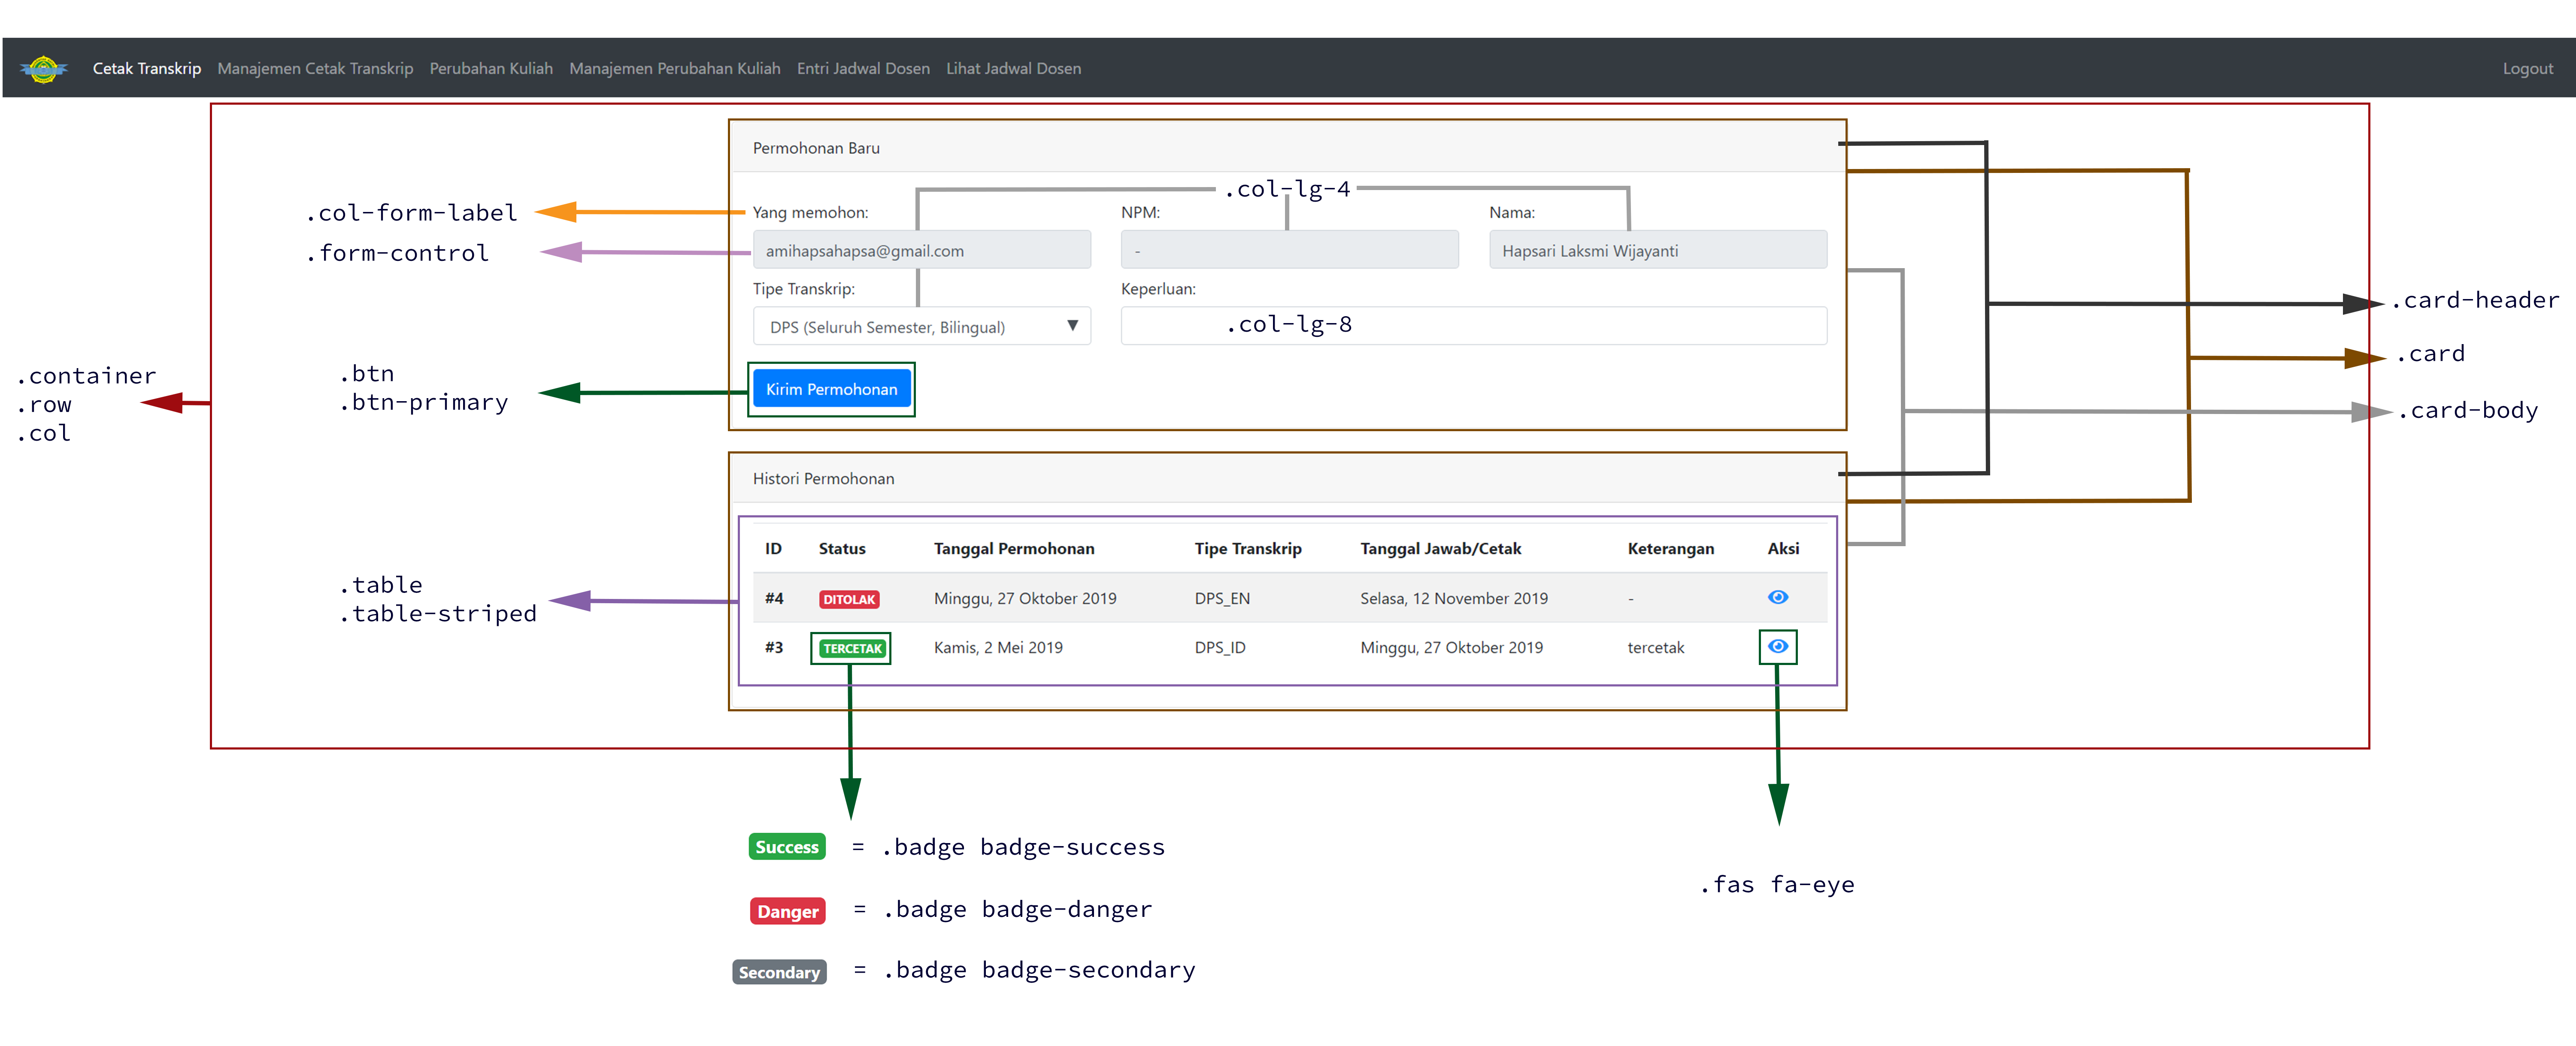 Cetak Transkrip Manajemen Cetak Transkrip Perubahan Kuliah Manajemen Perubahan Kuliah Entri Jadwal Dosen Lihat Jadwal Dosen Logout
Permohonan Baru
.col-lg-4
.col-form-label
Yang memohon: NPM: Nama:
.form-control
amihapsahapsa@gmail.com - Hapsari Laksmi Wijayanti
Tipe Transkrip: Keperluan:
DPS (Seluruh Semester, Bilingual) .col-lg-8
.card-header
.card
.card-body
.container
.row
.col
.btn
.btn-primary
Kirim Permohonan
Histori Permohonan
ID Status Tanggal Permohonan Tipe Transkrip Tanggal Jawab/Cetak Keterangan Aksi
#4 DITOLAK Minggu, 27 Oktober 2019 DPS_EN Selasa, 12 November 2019 -
#3 TERCETAK Kamis, 2 Mei 2019 DPS_ID Minggu, 27 Oktober 2019 tercetak
.table
.table-striped
Success = .badge badge-success
Danger = .badge badge-danger
Secondary = .badge badge-secondary
.fas fa-eye